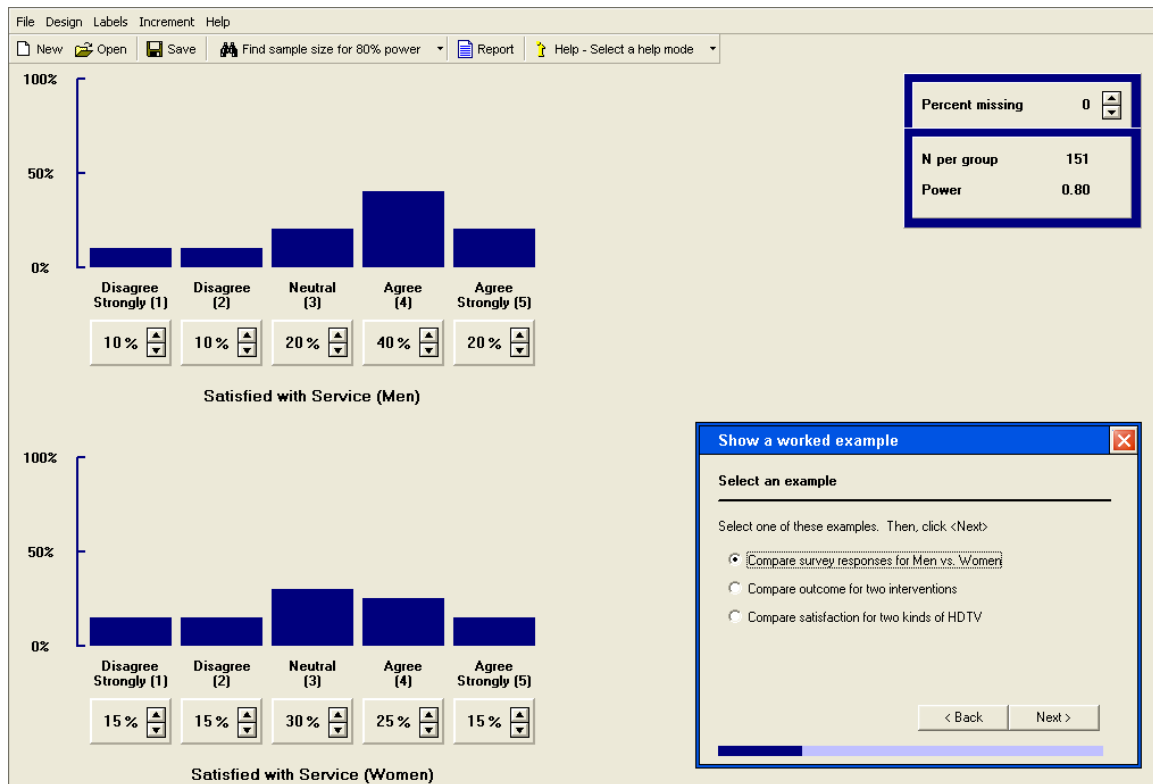 File Design Labels Increment Help
New Open Save Find sample size for 80% power Report Help - Select a help mode
100%
50%
0%
Disagree Strongly (1)
Disagree (2)
Neutral (3)
Agree (4)
Agree Strongly (5)
10 % 10 % 20 % 40 % 20 %
Satisfied with Service (Men)
Percent missing 0
N per group 151
Power 0.80
100%
50%
0%
Disagree Strongly (1)
Disagree (2)
Neutral (3)
Agree (4)
Agree Strongly (5)
15 % 15 % 30 % 25 % 15 %
Satisfied with Service (Women)
Show a worked example
Select an example
Select one of these examples. Then, click <Next>
Compare survey responses for Men vs. Women
Compare outcome for two interventions
Compare satisfaction for two kinds of HDTV
< Back Next >